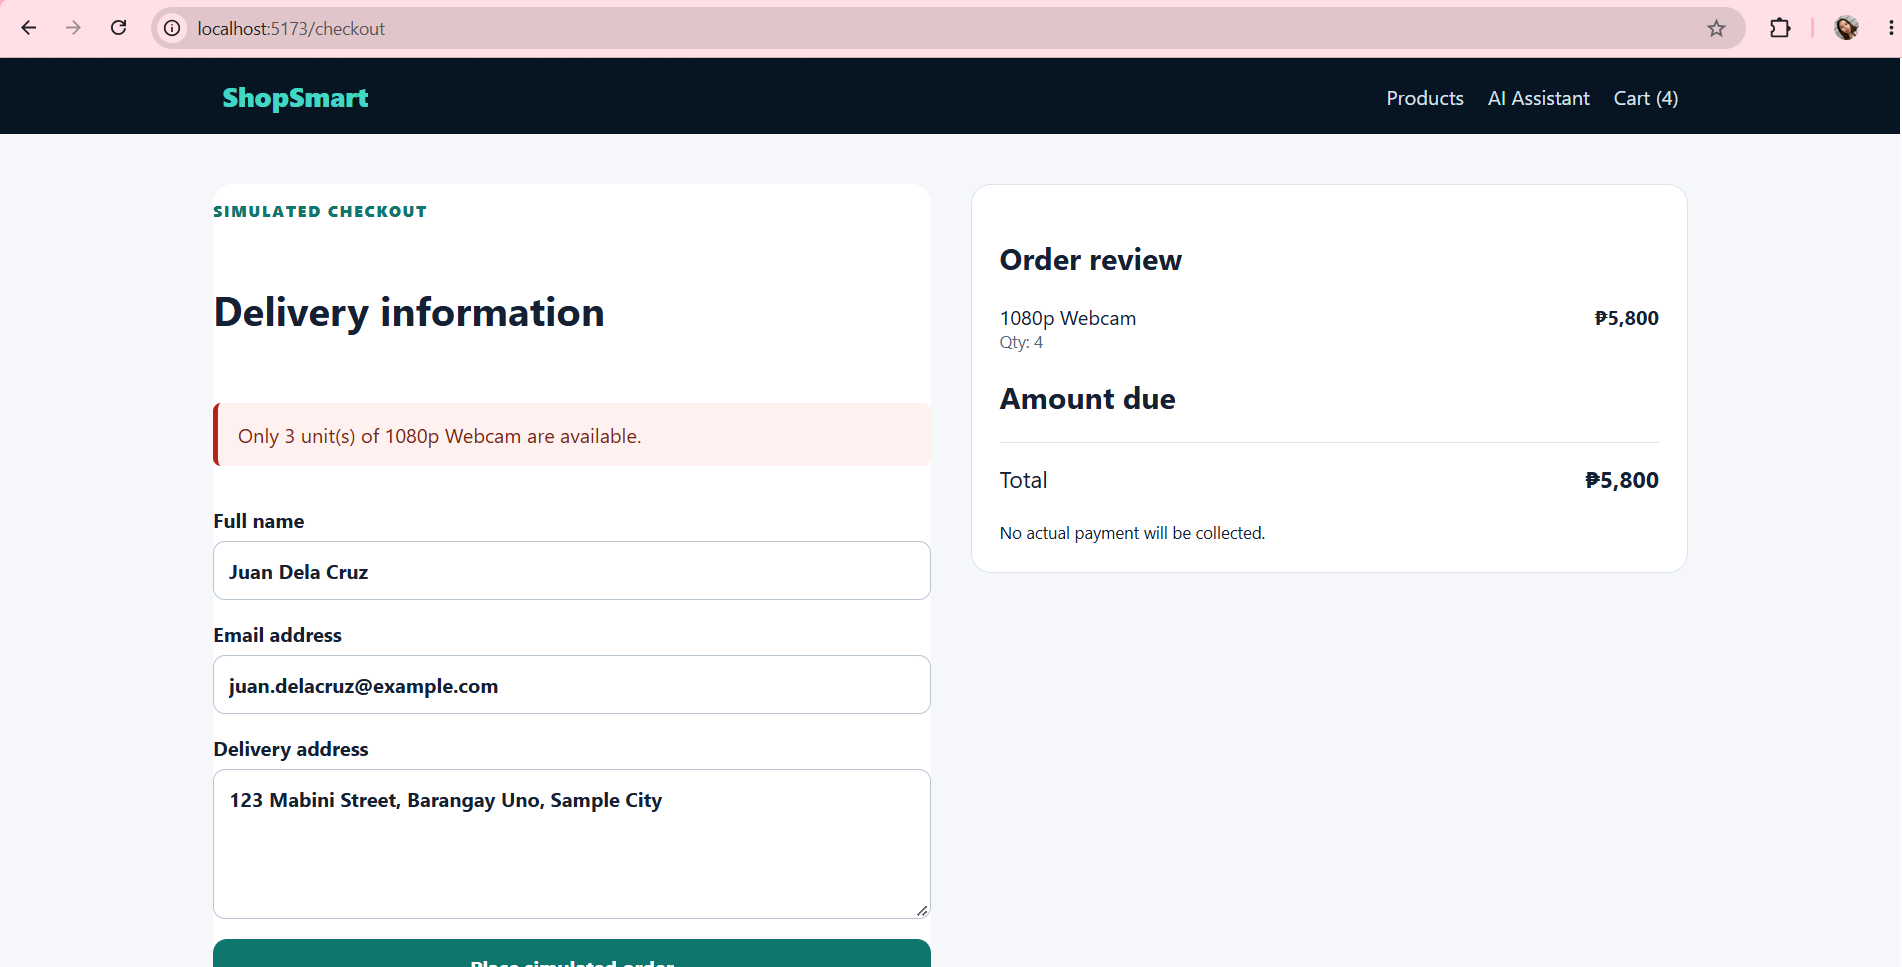 localhost:5173/checkout
ShopSmart
Products
AI Assistant
Cart (4)
SIMULATED CHECKOUT
Delivery information
Only 3 unit(s) of 1080p Webcam are available.
Full name
Juan Dela Cruz
Email address
juan.delacruz@example.com
Delivery address
123 Mabini Street, Barangay Uno, Sample City
Place simulated order
Order review
1080p Webcam ₱5,800
Qty: 4
Amount due
Total ₱5,800
No actual payment will be collected.